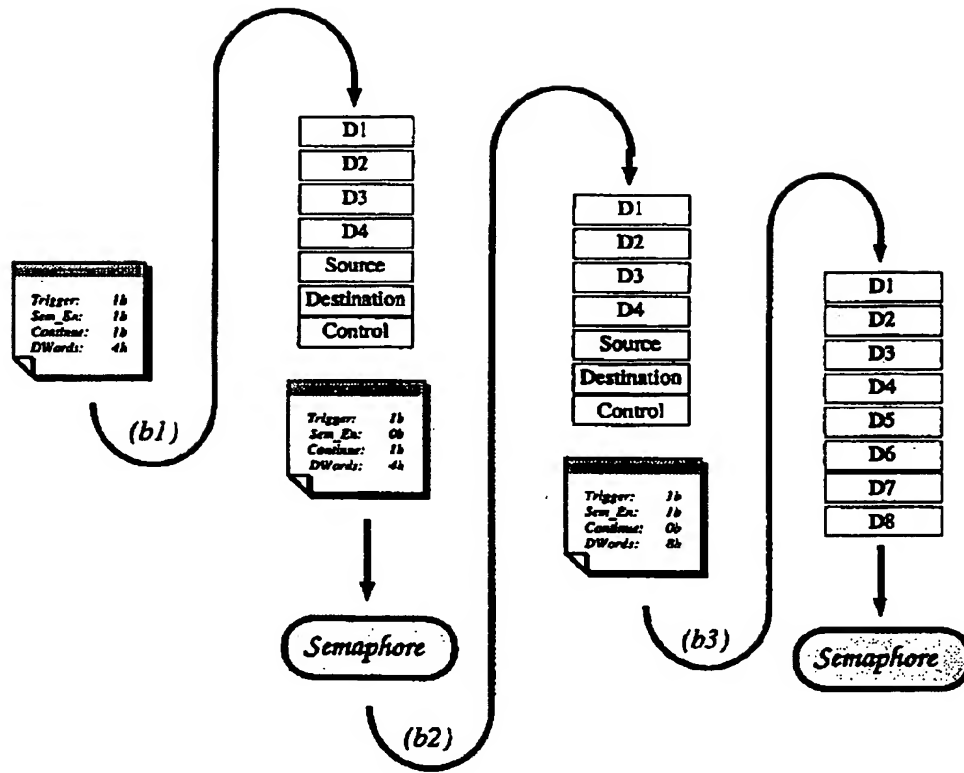 Trigger: 1b
Sem_En: 1b
Continue: 1b
DWords: 4h
(b1)
D1
D2
D3
D4
Source
Destination
Control
Trigger: 1b
Sem_En: 0b
Continue: 1b
DWords: 4h
Semaphore
(b2)
D1
D2
D3
D4
Source
Destination
Control
Trigger: 1b
Sem_En: 1b
Continue: 0b
DWords: 8h
(b3)
D1
D2
D3
D4
D5
D6
D7
D8
Semaphore